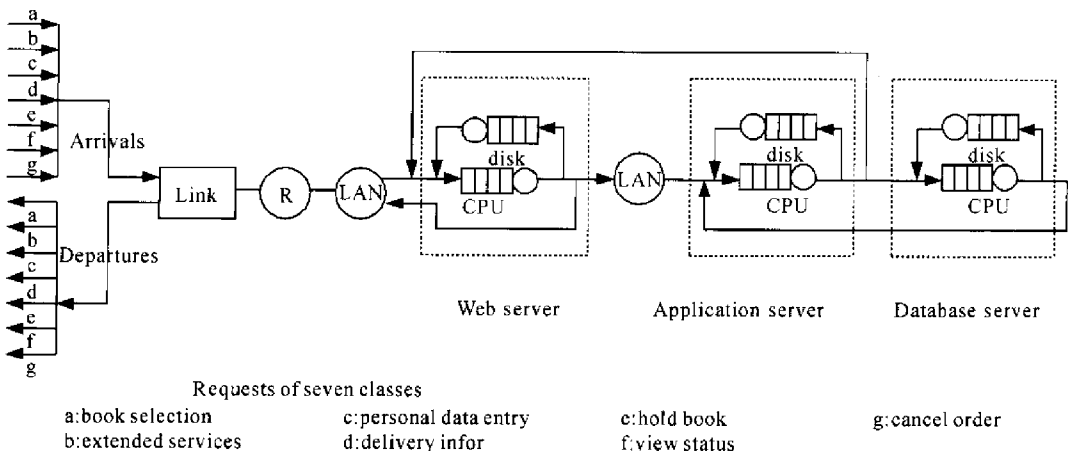 a
b
c
d
e
f
g
Arrivals
Link
R
LAN
disk
CPU
LAN
disk
CPU
disk
CPU
a
b
Departures
c
d
e
f
g
Web server
Application server
Database server
Requests of seven classes
a:book selection
c:personal data entry
e:hold book
g:cancel order
b:extended services
d:delivery infor
f:view status